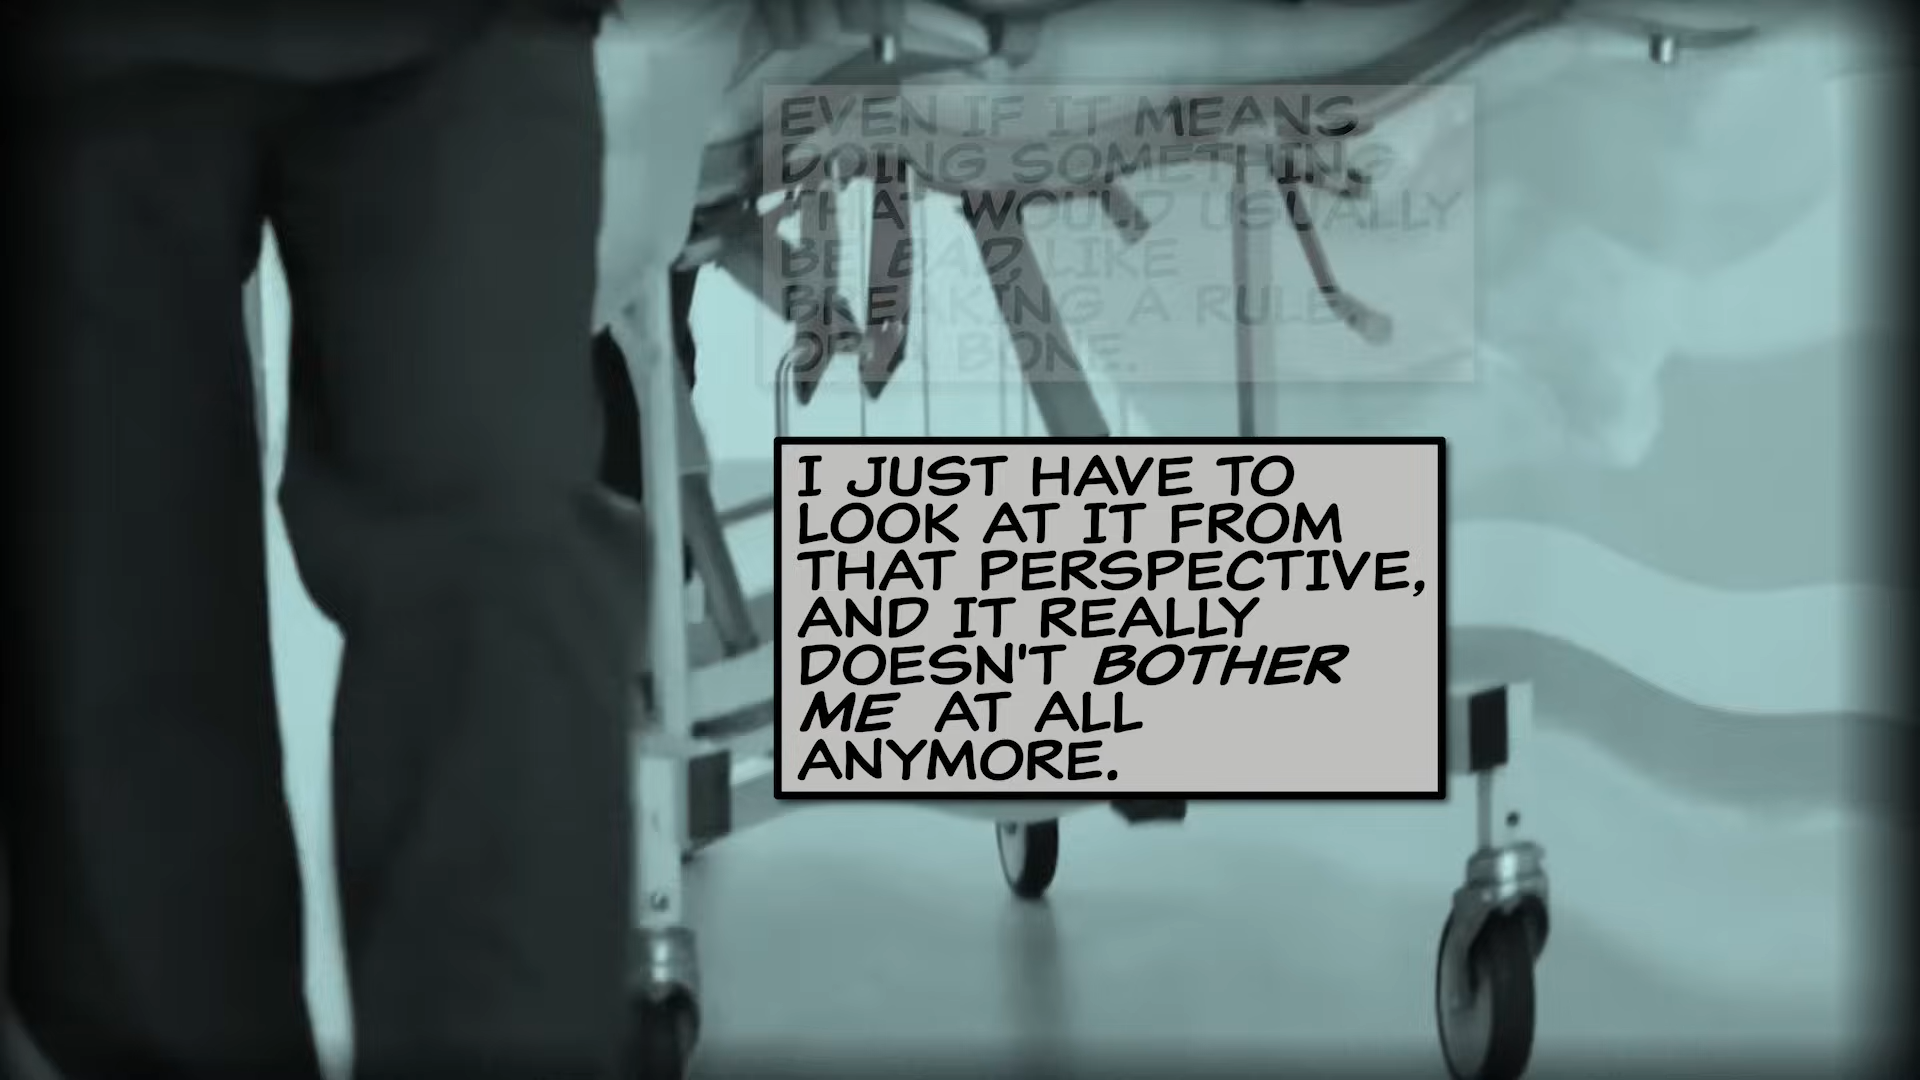 EVEN IF IT MEANS
DOING SOMETHING
THAT WOULD USUALLY
BE BAD, LIKE
BREAKING A RULE.
OR A BONE.
I JUST HAVE TO
LOOK AT IT FROM
THAT PERSPECTIVE,
AND IT REALLY
DOESN'T BOTHER
ME AT ALL
ANYMORE.